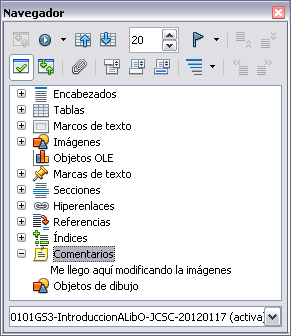 Navegador
20
Encabezados
Tablas
Marcos de texto
Imágenes
Objetos OLE
Marcas de texto
Secciones
Hiperenlaces
Referencias
Índices
Comentarios
Me llego aquí modificando la imágenes
Objetos de dibujo
0101GS3-IntroduccionALibO-JCSC-20120117 (activa)